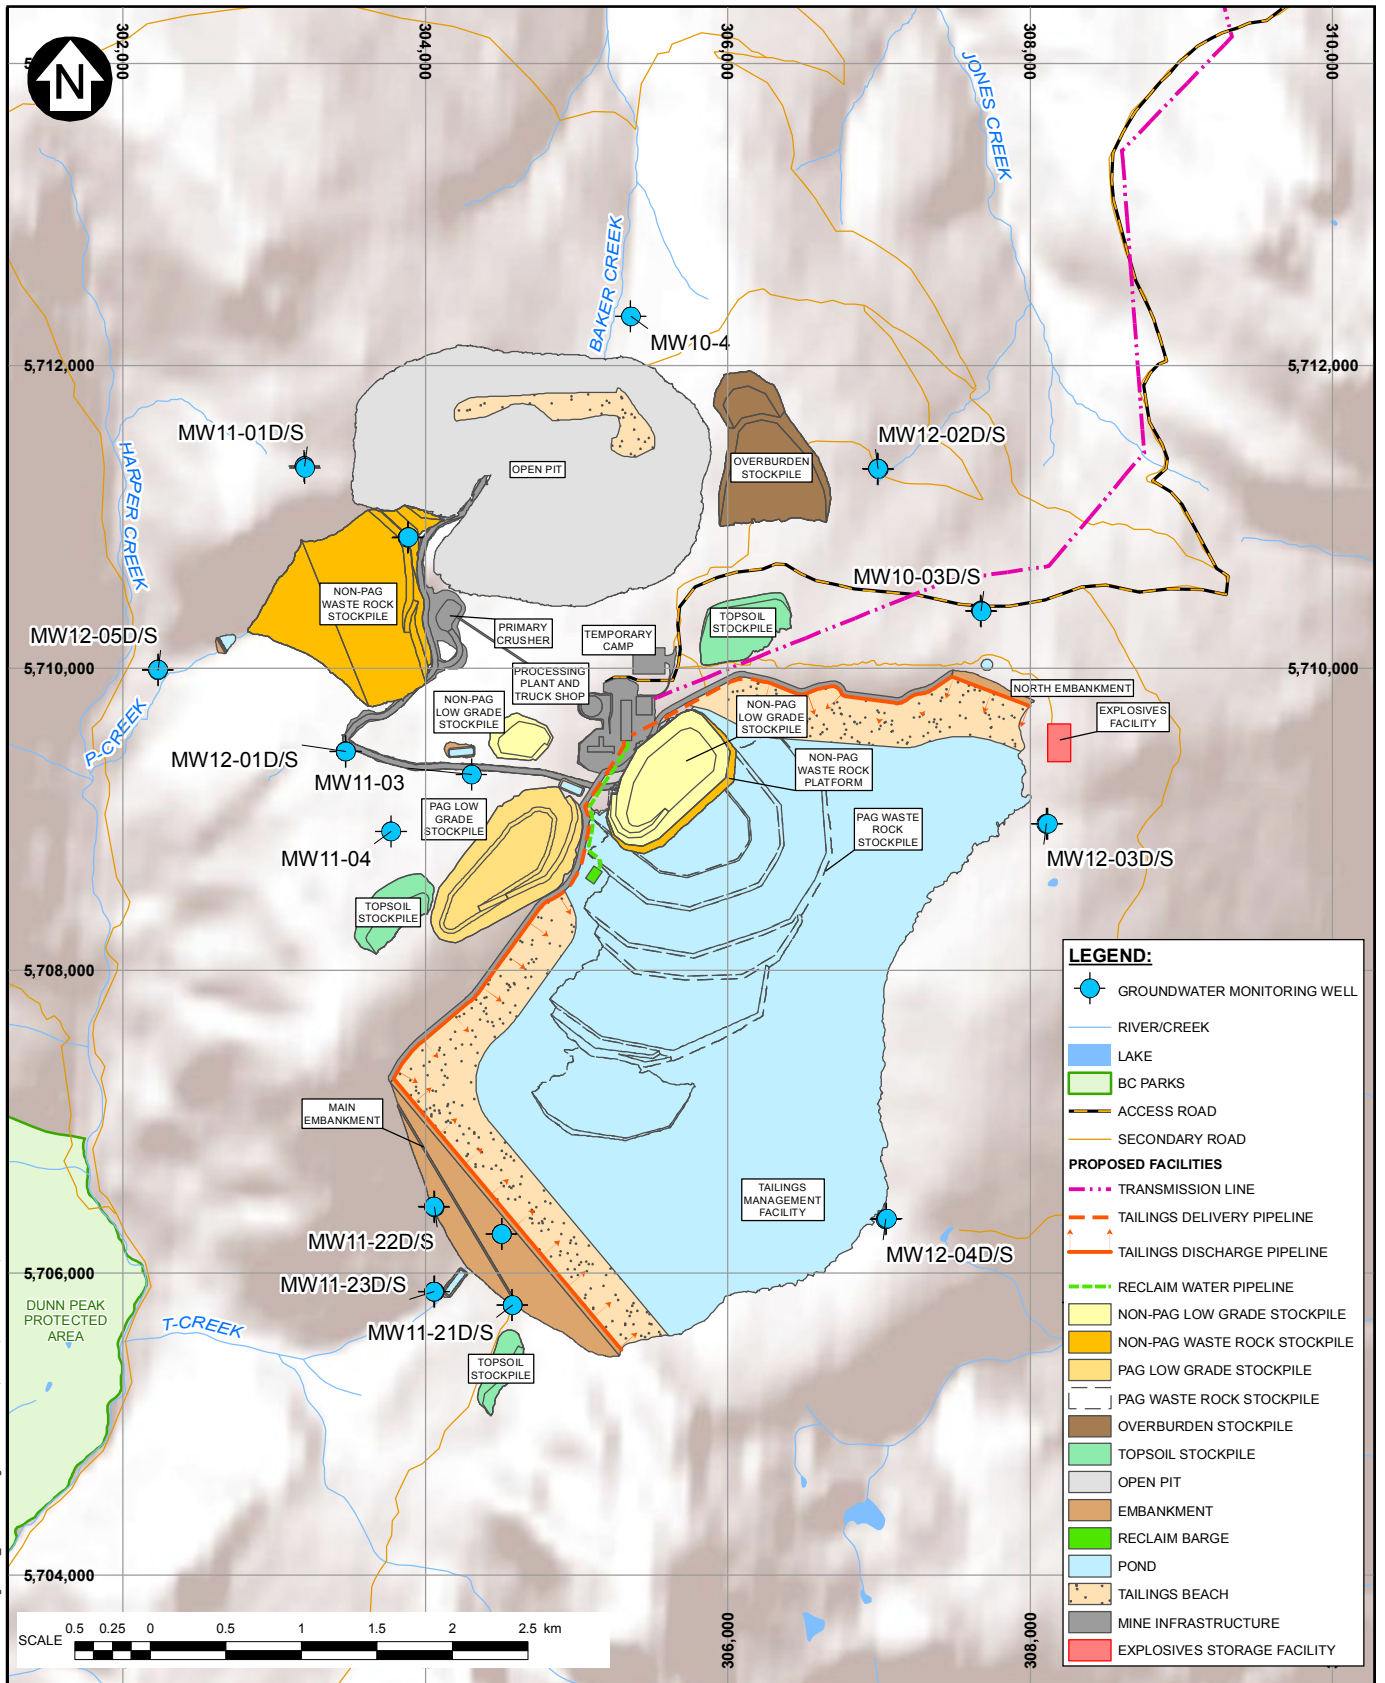 N
302,000
304,000
306,000
308,000
310,000
JONES CREEK
BAKER CREEK
MW10-4
5,712,000
5,712,000
MW11-01D/S
MW12-02D/S
HARPER CREEK
OPEN PIT
OVERBURDEN
STOCKPILE
NON-PAG
WASTE ROCK
STOCKPILE
MW10-03D/S
MW12-05D/S
PRIMARY
CRUSHER
TEMPORARY
CAMP
TOPSOIL
STOCKPILE
5,710,000
5,710,000
PROCESSING
PLANT AND
TRUCK SHOP
NORTH EMBANKMENT
P-CREEK
NON-PAG
LOW GRADE
STOCKPILE
NON-PAG
LOW GRADE
STOCKPILE
EXPLOSIVES
FACILITY
MW12-01D/S
MW11-03
NON-PAG
WASTE ROCK
PLATFORM
PAG LOW
GRADE
STOCKPILE
PAG WASTE
ROCK
STOCKPILE
MW11-04
MW12-03D/S
TOPSOIL
STOCKPILE
5,708,000
MAIN
EMBANKMENT
TAILINGS
MANAGEMENT
FACILITY
MW11-22D/S
MW12-04D/S
5,706,000
MW11-23D/S
DUNN PEAK
PROTECTED
AREA
T-CREEK
MW11-21D/S
TOPSOIL
STOCKPILE
5,704,000
306,000
308,000
SCALE
0.5 0.25 0 0.5 1 1.5 2 2.5 km
LEGEND:
GROUNDWATER MONITORING WELL
RIVER/CREEK
LAKE
BC PARKS
ACCESS ROAD
SECONDARY ROAD
PROPOSED FACILITIES
TRANSMISSION LINE
TAILINGS DELIVERY PIPELINE
TAILINGS DISCHARGE PIPELINE
RECLAIM WATER PIPELINE
NON-PAG LOW GRADE STOCKPILE
NON-PAG WASTE ROCK STOCKPILE
PAG LOW GRADE STOCKPILE
PAG WASTE ROCK STOCKPILE
OVERBURDEN STOCKPILE
TOPSOIL STOCKPILE
OPEN PIT
EMBANKMENT
RECLAIM BARGE
POND
TAILINGS BEACH
MINE INFRASTRUCTURE
EXPLOSIVES STORAGE FACILITY